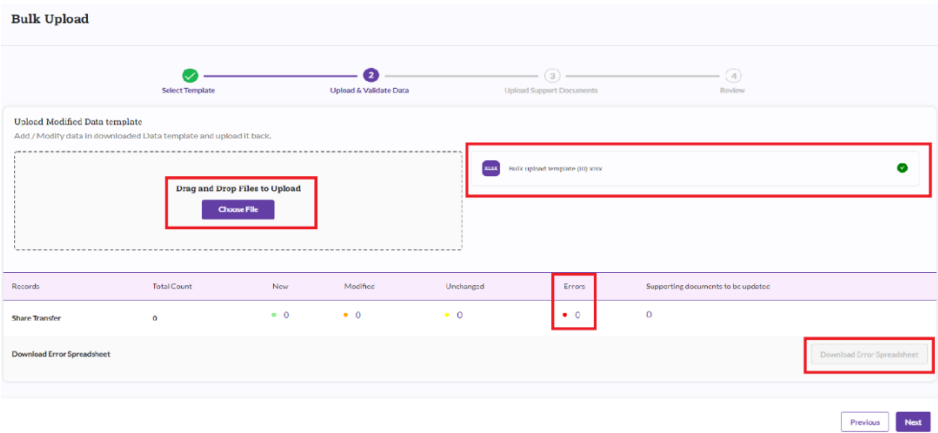 Bulk Upload
2 3 4
Select Template Upload & Validate Data Upload Support Documents Review
Upload Modified Data template
Add / Modify data in downloaded Data template and upload it back.
XLSX Bulk upload template (10) xlsx
Drag and Drop Files to Upload
Choose File
Records Total Count New Modified Unchanged Errors Supporting documents to be updated
Share Transfer 0 0 0 0 0 0
Download Error Spreadsheet Download Error Spreadsheet
Previous Next